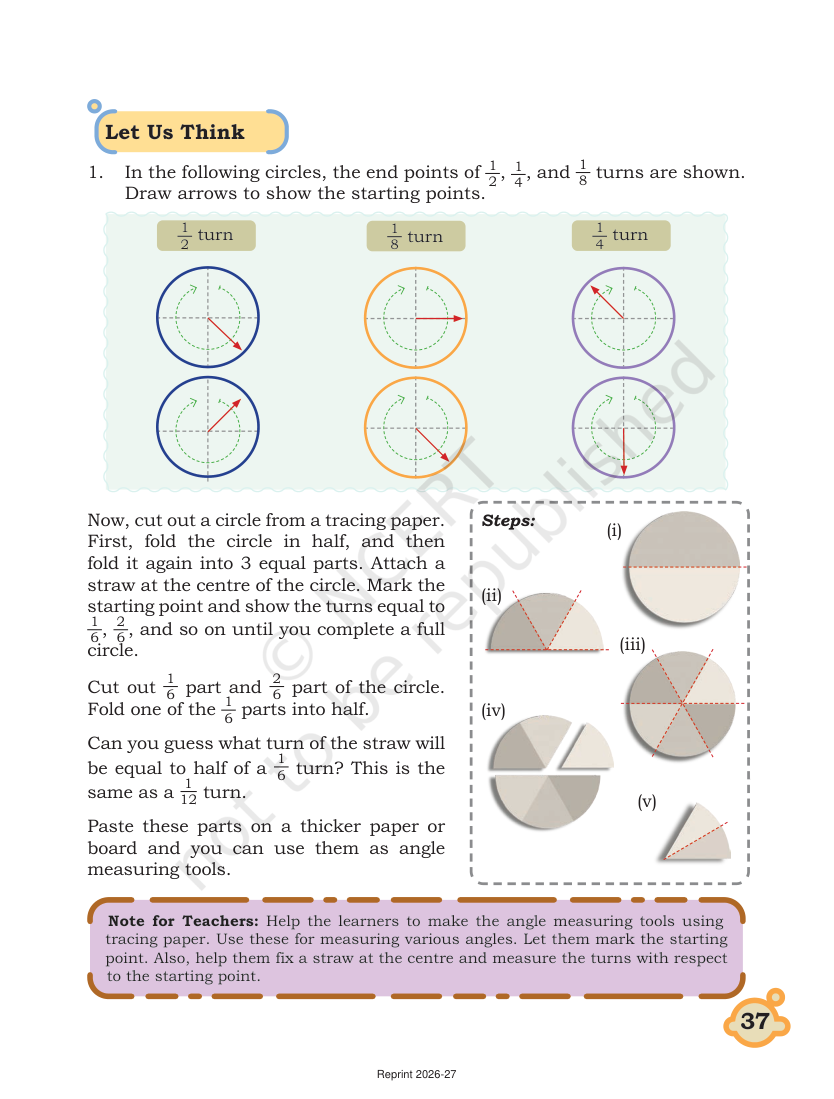 Let Us Think
1. In the following circles, the end points of 1/2, 1/4, and 1/8 turns are shown.
Draw arrows to show the starting points.
1/2 turn
1/8 turn
1/4 turn
Now, cut out a circle from a tracing paper.
First, fold the circle in half, and then
fold it again into 3 equal parts. Attach a
straw at the centre of the circle. Mark the
starting point and show the turns equal to
1/6, 2/6, and so on until you complete a full
circle.
Cut out 1/6 part and 2/6 part of the circle.
Fold one of the 1/6 parts into half.
Can you guess what turn of the straw will
be equal to half of a 1/6 turn? This is the
same as a 1/12 turn.
Paste these parts on a thicker paper or
board and you can use them as angle
measuring tools.
Steps:
(i)
(ii)
(iii)
(iv)
(v)
Note for Teachers: Help the learners to make the angle measuring tools using
tracing paper. Use these for measuring various angles. Let them mark the starting
point. Also, help them fix a straw at the centre and measure the turns with respect
to the starting point.
37
Reprint 2026-27
© NCERT
not to be republished